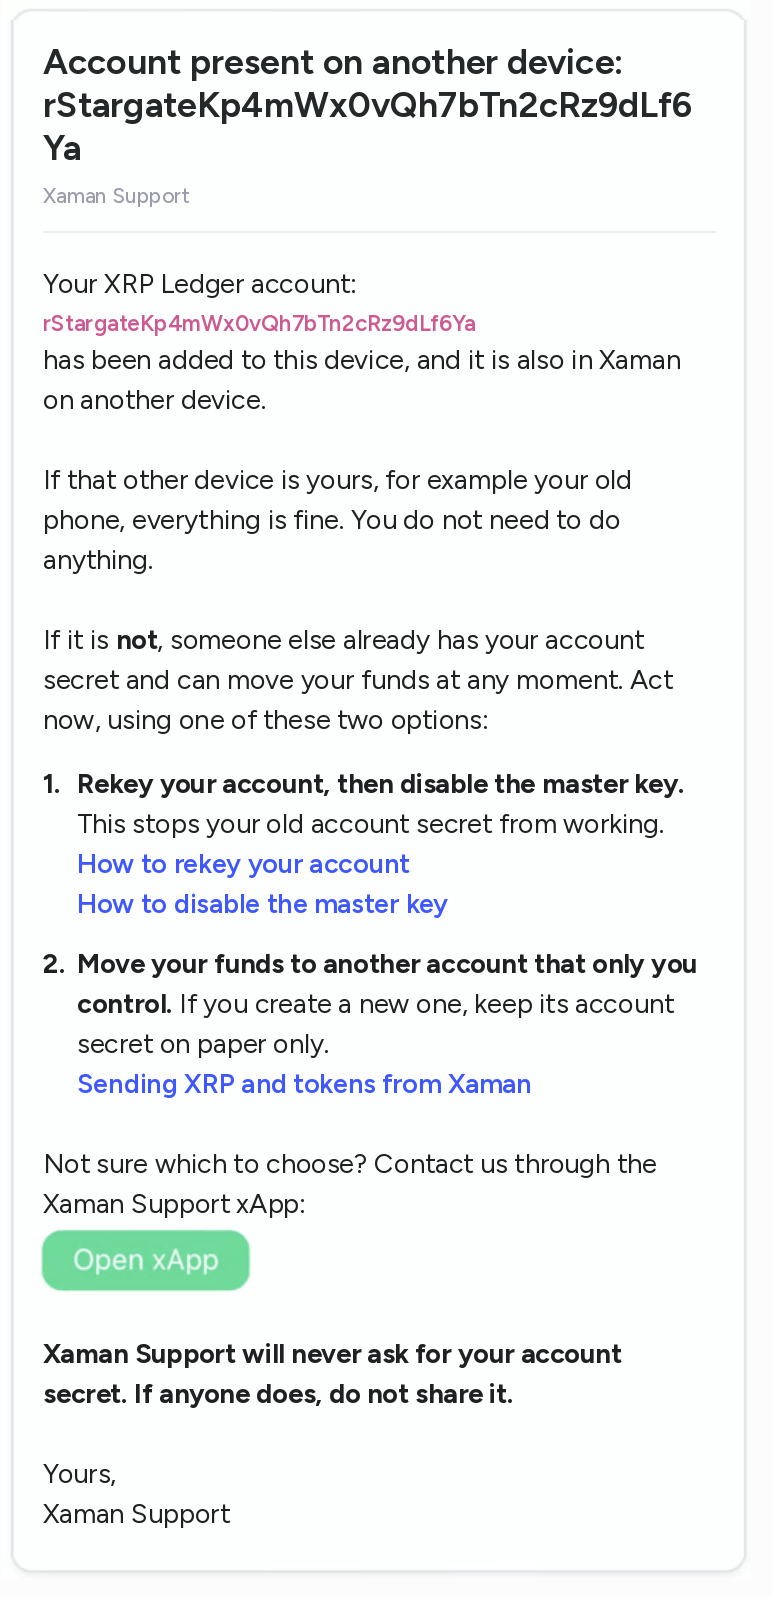 Account present on another device:
rStargateKp4mWx0vQh7bTn2cRz9dLf6
Ya
Xaman Support
Your XRP Ledger account:
rStargateKp4mWx0vQh7bTn2cRz9dLf6Ya
has been added to this device, and it is also in Xaman
on another device.
If that other device is yours, for example your old
phone, everything is fine. You do not need to do
anything.
If it is not, someone else already has your account
secret and can move your funds at any moment. Act
now, using one of these two options:
1. Rekey your account, then disable the master key.
This stops your old account secret from working.
How to rekey your account
How to disable the master key
2. Move your funds to another account that only you
control. If you create a new one, keep its account
secret on paper only.
Sending XRP and tokens from Xaman
Not sure which to choose? Contact us through the
Xaman Support xApp:
Open xApp
Xaman Support will never ask for your account
secret. If anyone does, do not share it.
Yours,
Xaman Support